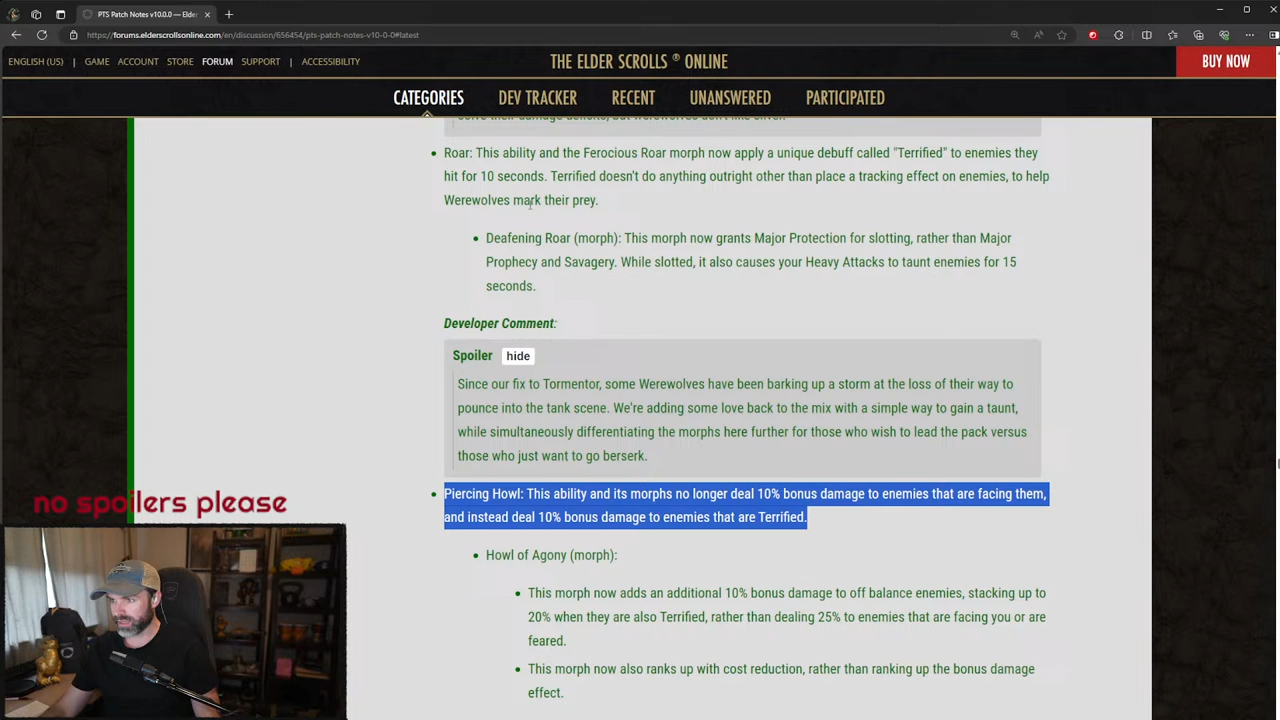 PTS Patch Notes v10.0.0 — Elder
https://forums.elderscrollsonline.com/en/discussion/656454/pts-patch-notes-v10-0-0#latest
ENGLISH (US) | GAME ACCOUNT STORE FORUM SUPPORT | ACCESSIBILITY
THE ELDER SCROLLS ® ONLINE
BUY NOW
CATEGORIES DEV TRACKER RECENT UNANSWERED PARTICIPATED
solve their damage deficits, but werewolves don't like silver.
Roar: This ability and the Ferocious Roar morph now apply a unique debuff called "Terrified" to enemies they
hit for 10 seconds. Terrified doesn't do anything outright other than place a tracking effect on enemies, to help
Werewolves mark their prey.
Deafening Roar (morph): This morph now grants Major Protection for slotting, rather than Major
Prophecy and Savagery. While slotted, it also causes your Heavy Attacks to taunt enemies for 15
seconds.
Developer Comment:
Spoiler hide
Since our fix to Tormentor, some Werewolves have been barking up a storm at the loss of their way to
pounce into the tank scene. We're adding some love back to the mix with a simple way to gain a taunt,
while simultaneously differentiating the morphs here further for those who wish to lead the pack versus
those who just want to go berserk.
no spoilers please
Piercing Howl: This ability and its morphs no longer deal 10% bonus damage to enemies that are facing them,
and instead deal 10% bonus damage to enemies that are Terrified.
Howl of Agony (morph):
This morph now adds an additional 10% bonus damage to off balance enemies, stacking up to
20% when they are also Terrified, rather than dealing 25% to enemies that are facing you or are
feared.
This morph now also ranks up with cost reduction, rather than ranking up the bonus damage
effect.